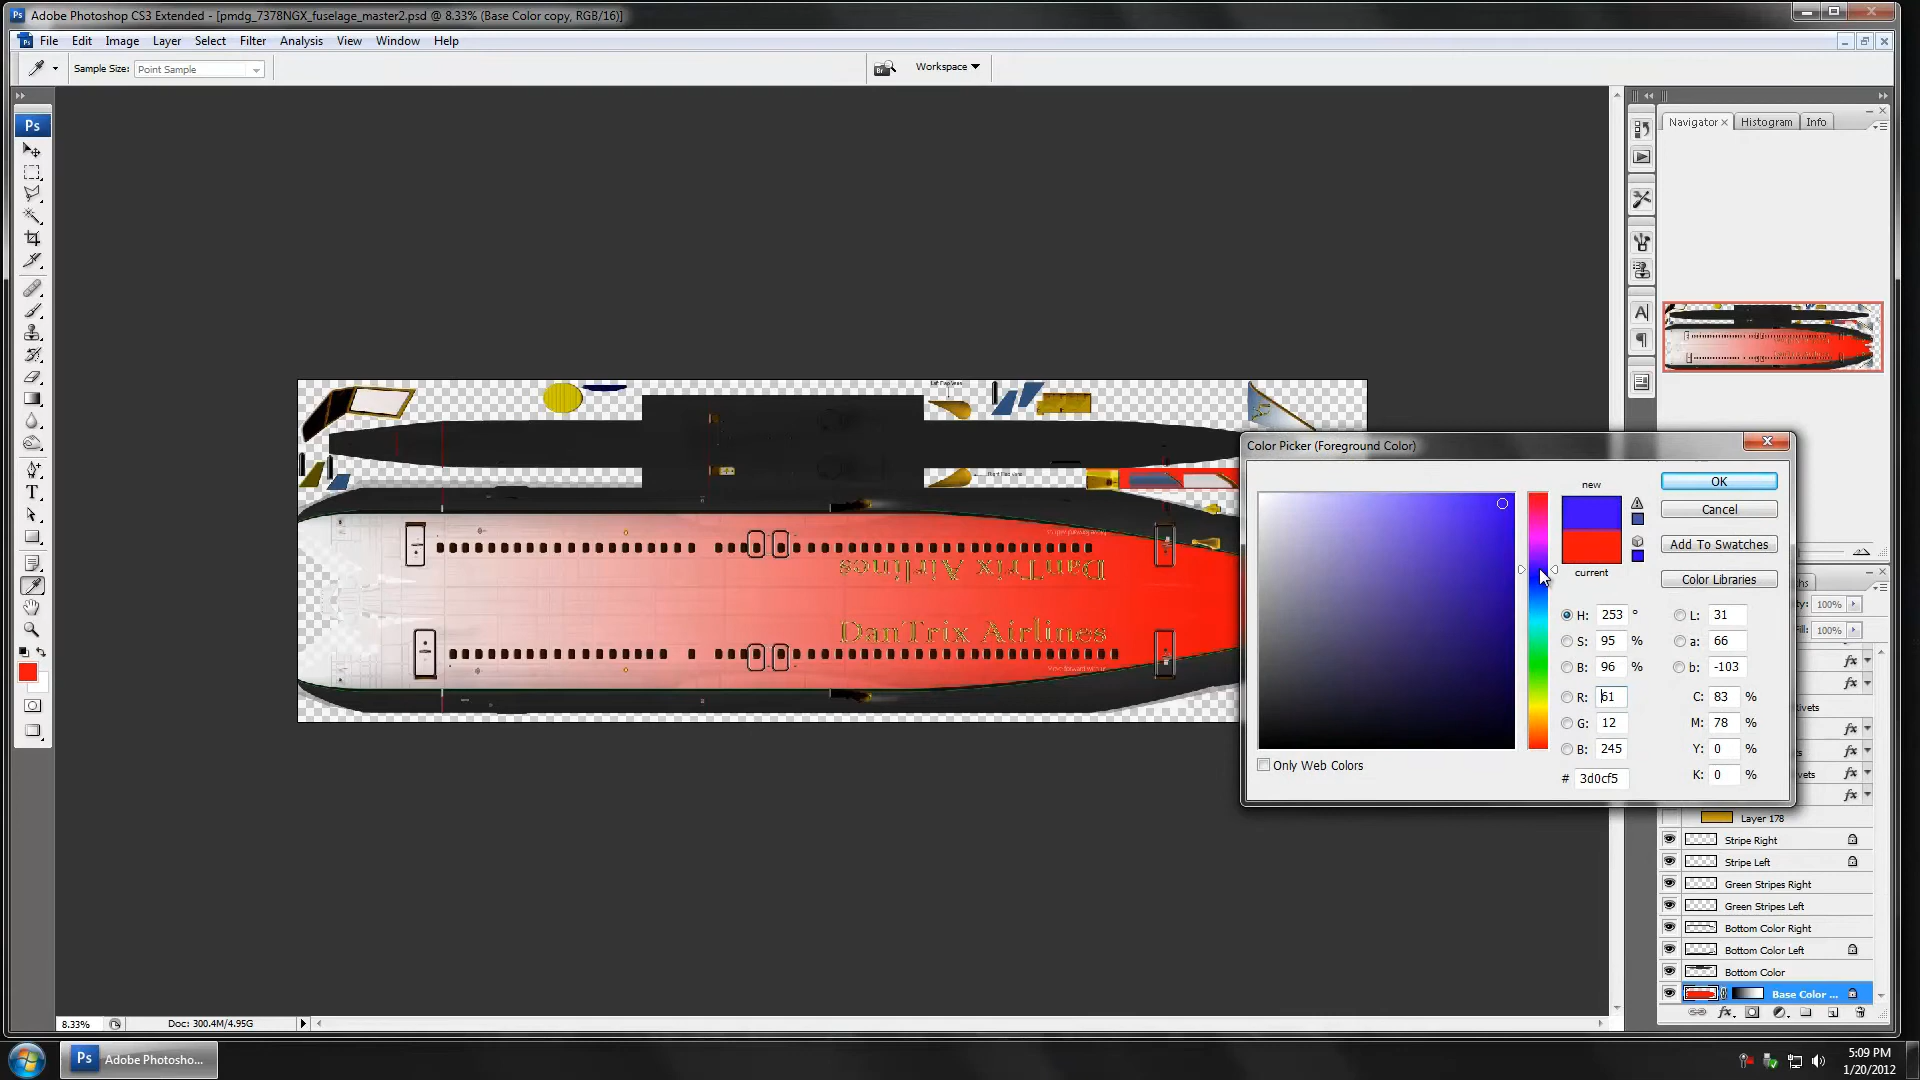 Adobe Photoshop CS3 Extended - [pmdg_7378NGX_fuselage_master2.psd @ 8.33% (Base Color copy, RGB/16)]
File Edit Image Layer Select Filter Analysis View Window Help
Sample Size: Point Sample
Br
Workspace
Ps
Navigator × Histogram Info
DanTrix Airlines
DanTrix Airlines
T
Color Picker (Foreground Color)
new
current
OK
Cancel
Add To Swatches
Color Libraries
H: 253 °
S: 95 %
B: 96 %
R: 61
G: 12
B: 245
# 3d0cf5
L: 31
a: 66
b: -103
C: 83 %
M: 78 %
Y: 0 %
K: 0 %
Only Web Colors
100%
100%
Layer 178
Stripe Right
Stripe Left
Green Stripes Right
Green Stripes Left
Bottom Color Right
Bottom Color Left
Bottom Color
Base Color ...
8.33%
Doc: 300.4M/4.95G
Ps Adobe Photosho...
5:09 PM
1/20/2012